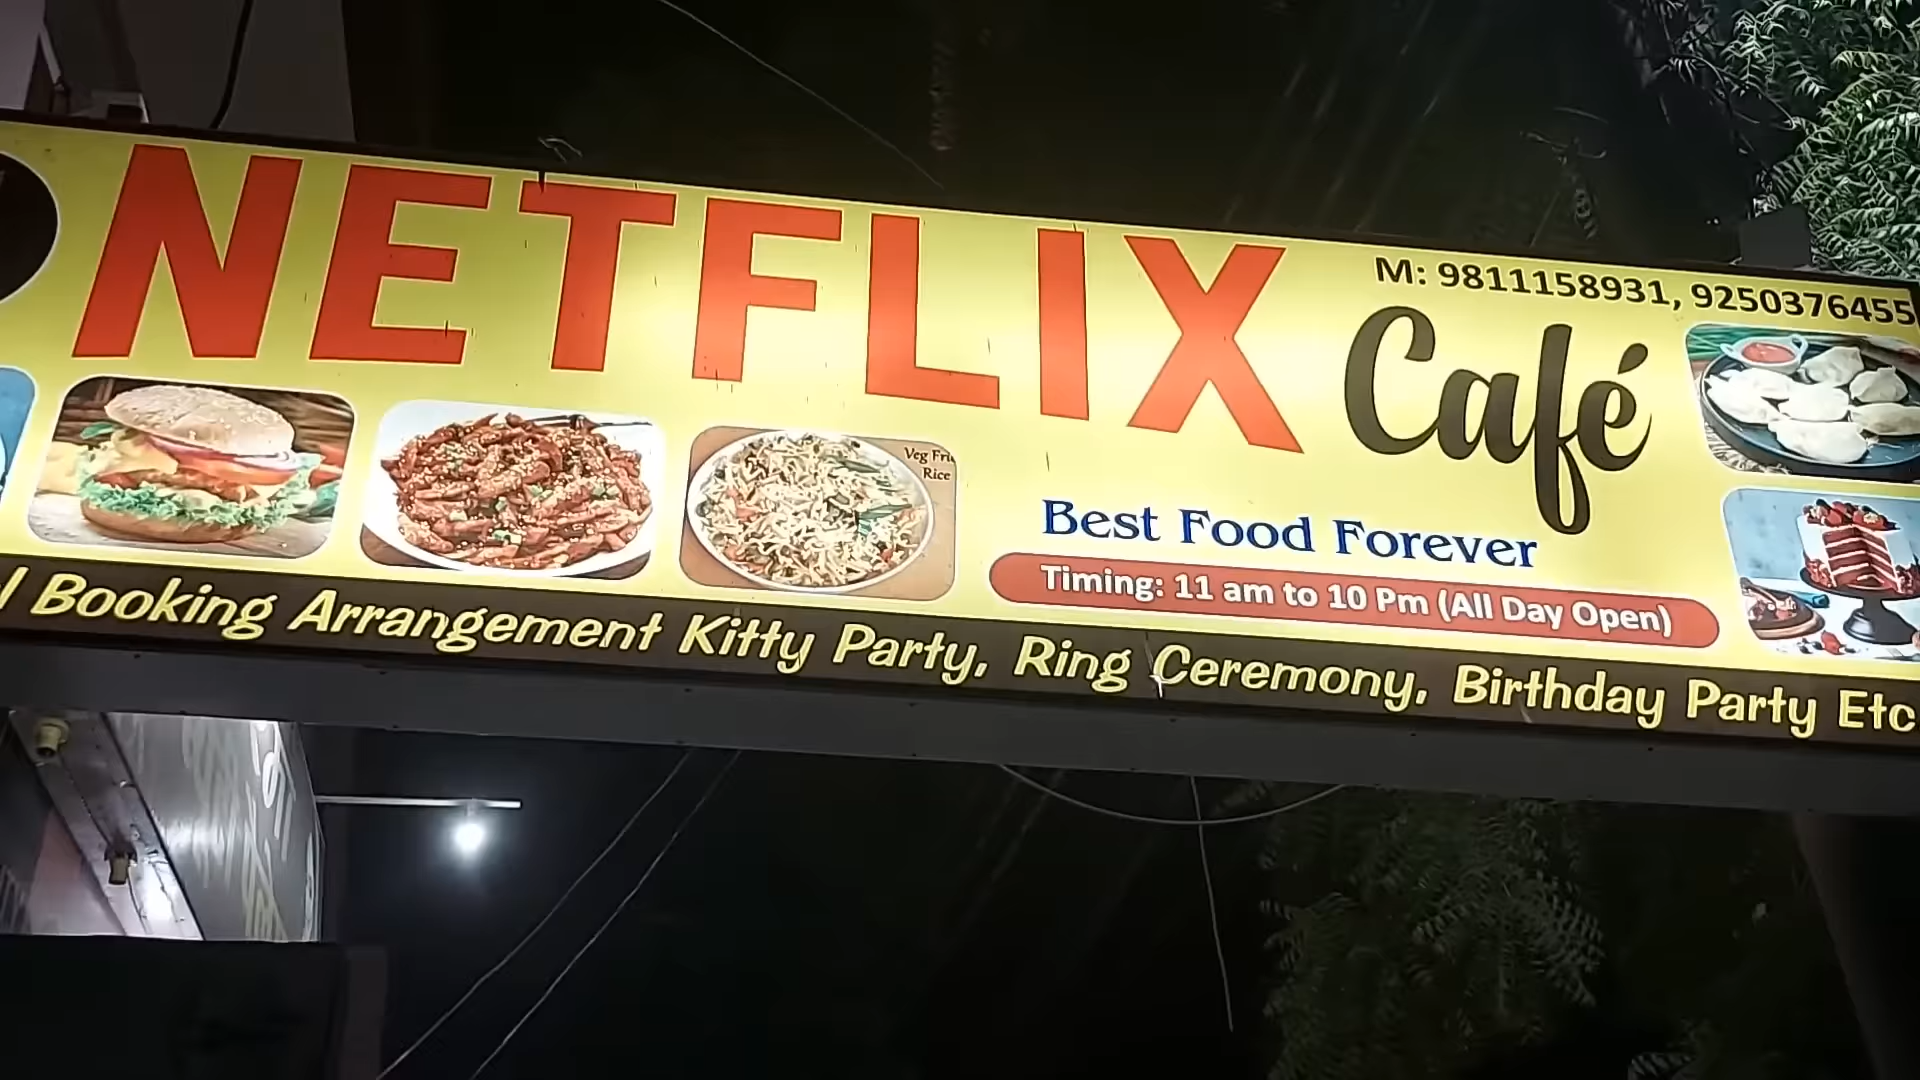 NETFLIX
M: 9811158931, 9250376455
Café
Veg
Rice
Best Food Forever
Timing: 11 am to 10 Pm (All Day Open)
Booking Arrangement Kitty Party, Ring Ceremony, Birthday Party Etc